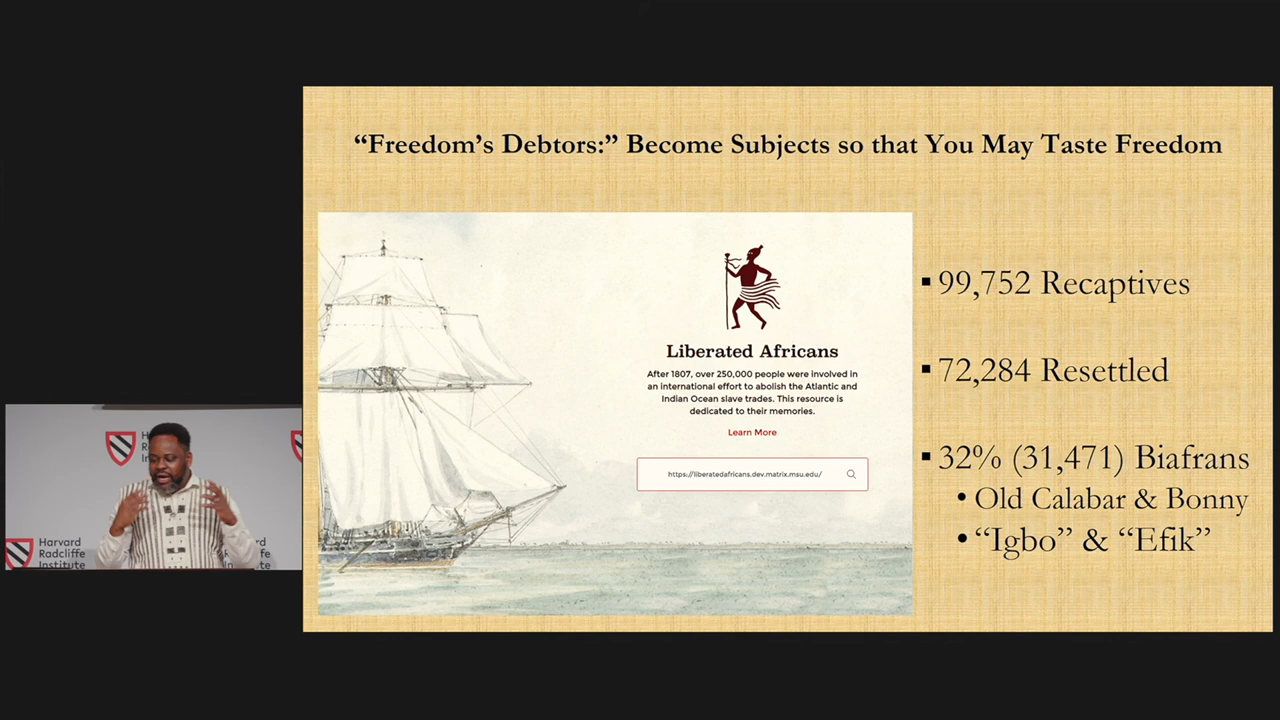 “Freedom’s Debtors:” Become Subjects so that You May Taste Freedom
Liberated Africans
After 1807, over 250,000 people were involved in
an international effort to abolish the Atlantic and
Indian Ocean slave trades. This resource is
dedicated to their memories.
Learn More
https://liberatedafricans.dev.matrix.msu.edu/
▪ 99,752 Recaptives
▪ 72,284 Resettled
▪ 32% (31,471) Biafrans
• Old Calabar & Bonny
• “Igbo” & “Efik”
Harvard
Radcliffe
Institute